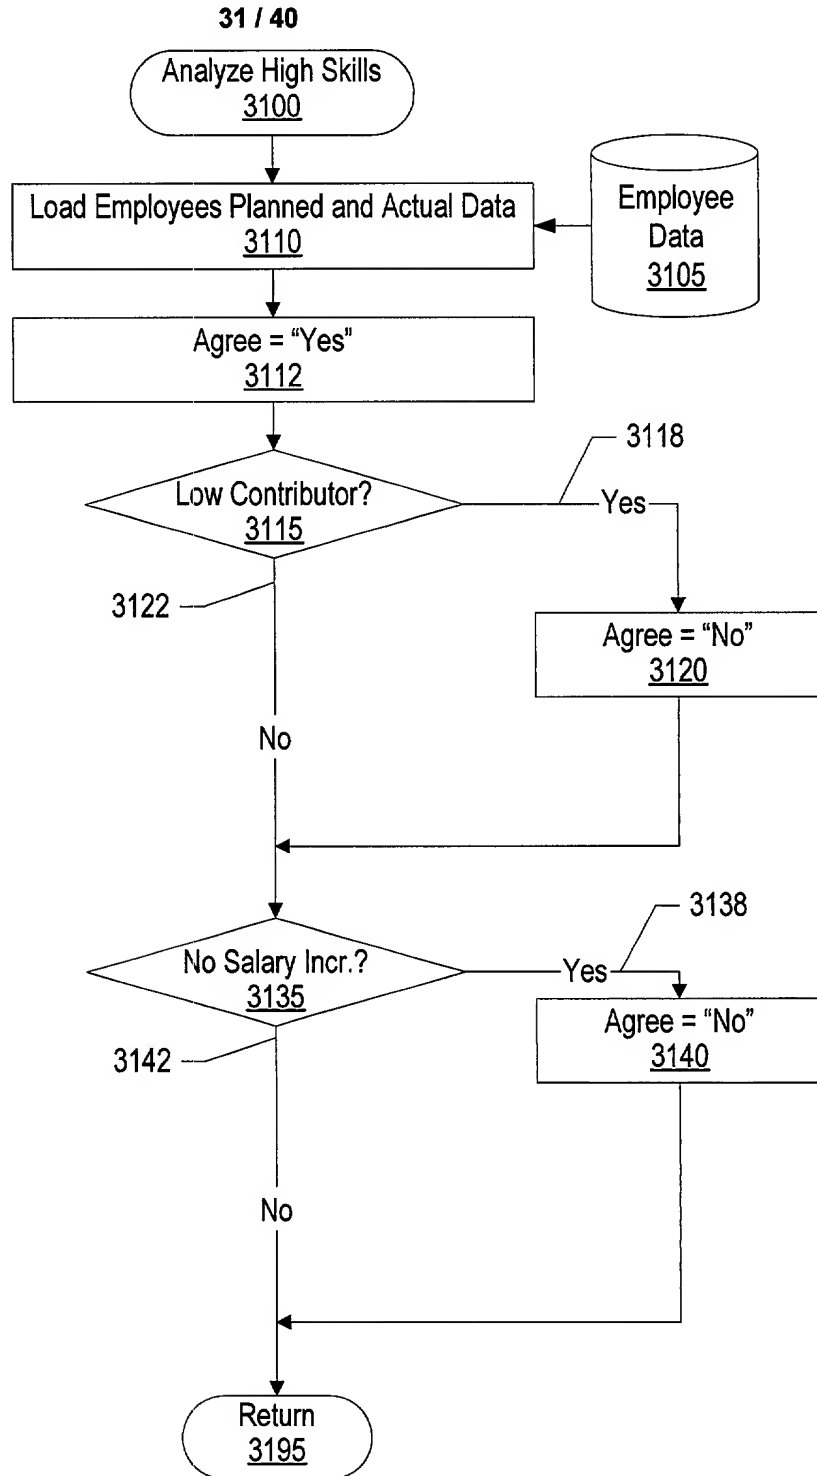 31 / 40
Analyze High Skills
3100
Load Employees Planned and Actual Data
3110
Employee
Data
3105
Agree = “Yes”
3112
3118
Low Contributor?
3115
Yes
3122
Agree = “No”
3120
No
3138
No Salary Incr.?
3135
Yes
3142
Agree = “No”
3140
No
Return
3195